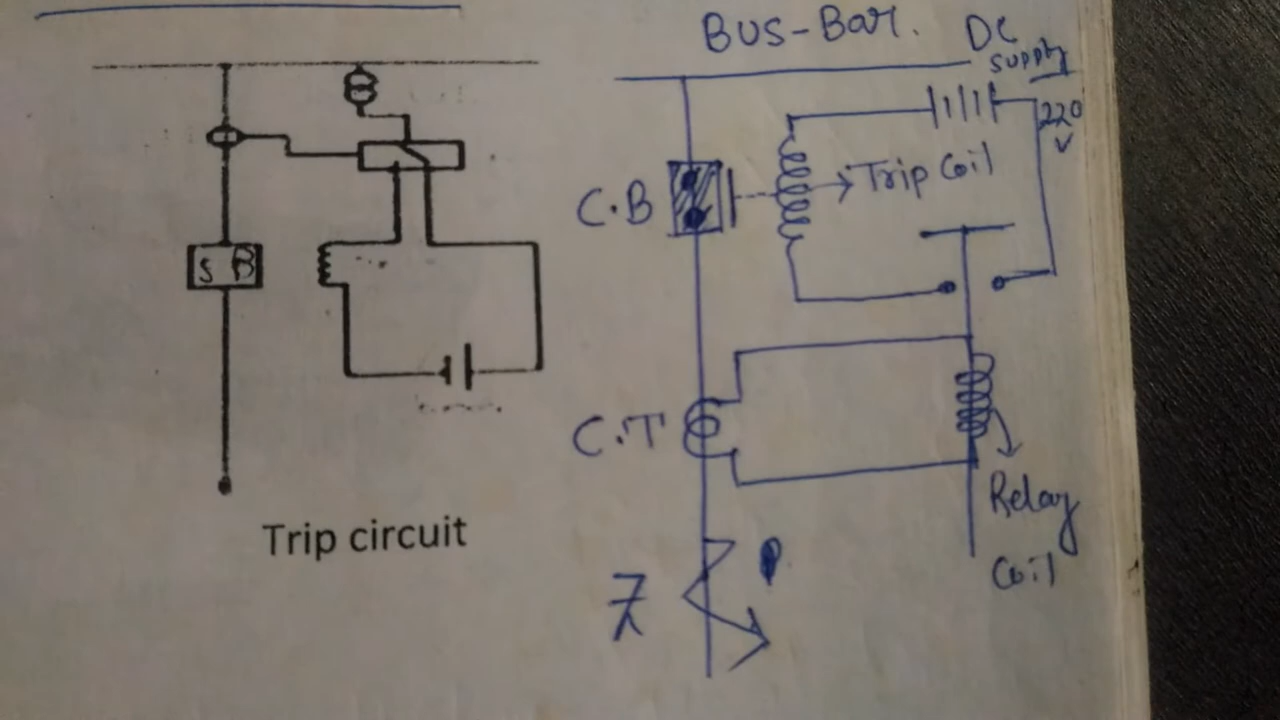 BUS-Bar.
DC
supply
220
V
Trip Coil
C.B
S B
C.T
Relay
Coil
Trip circuit